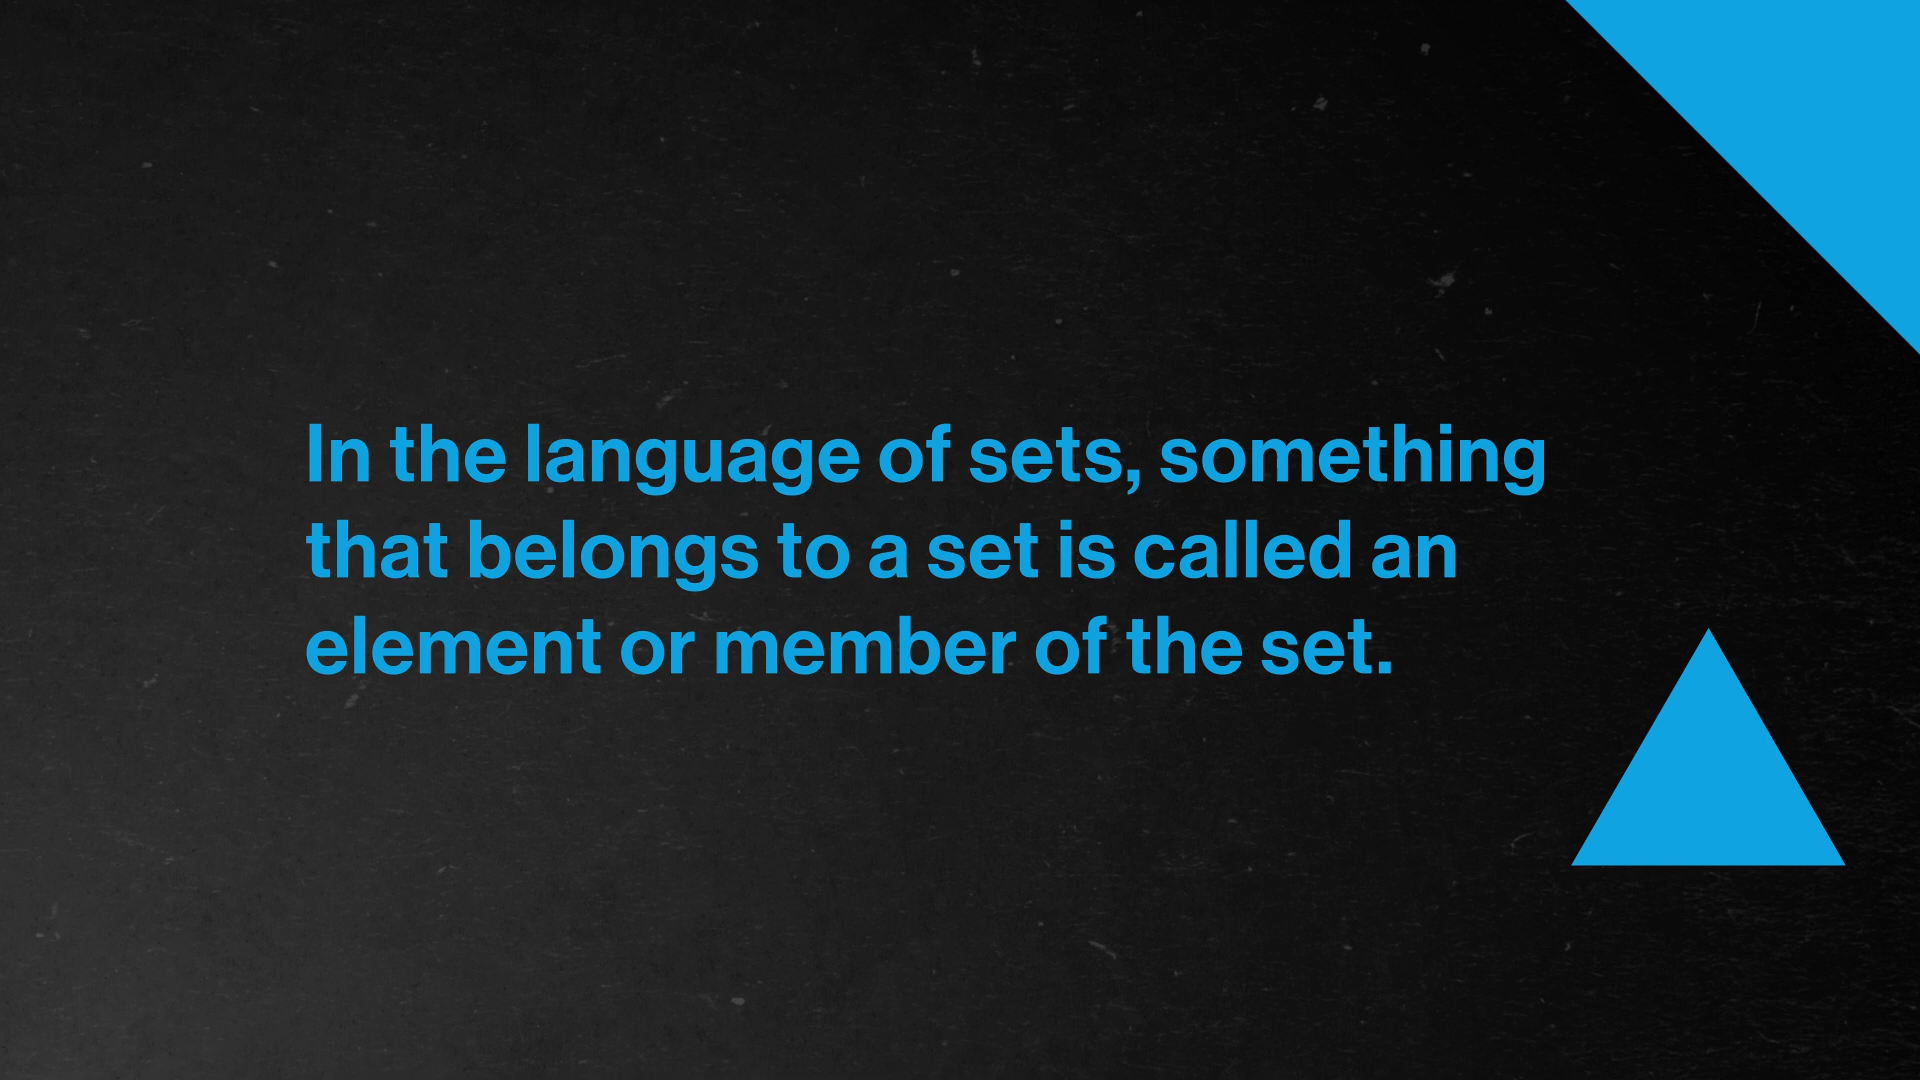 In the language of sets, something
that belongs to a set is called an
element or member of the set.